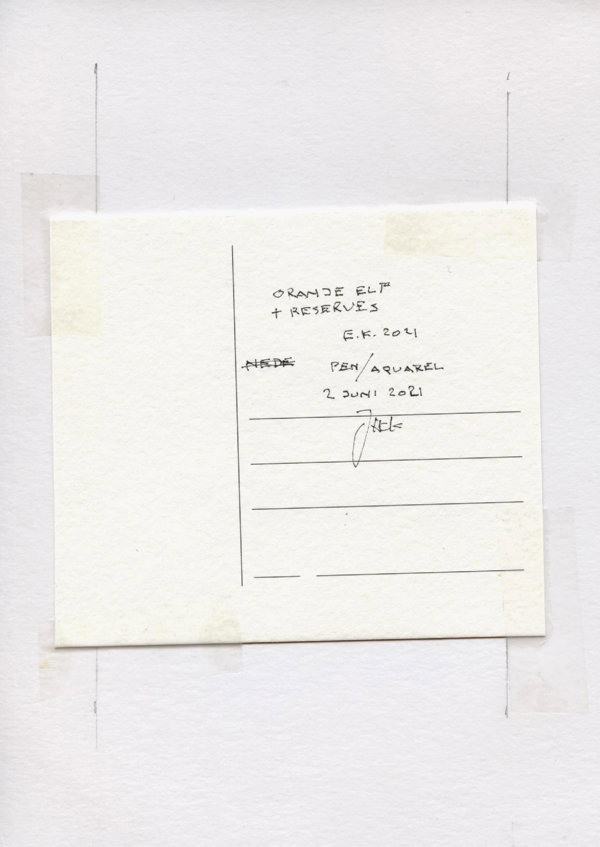 ORANJE ELF
+ RESERVES
E.K. 2021
NEDE
PEN/AQUAREL
2 JUNI 2021